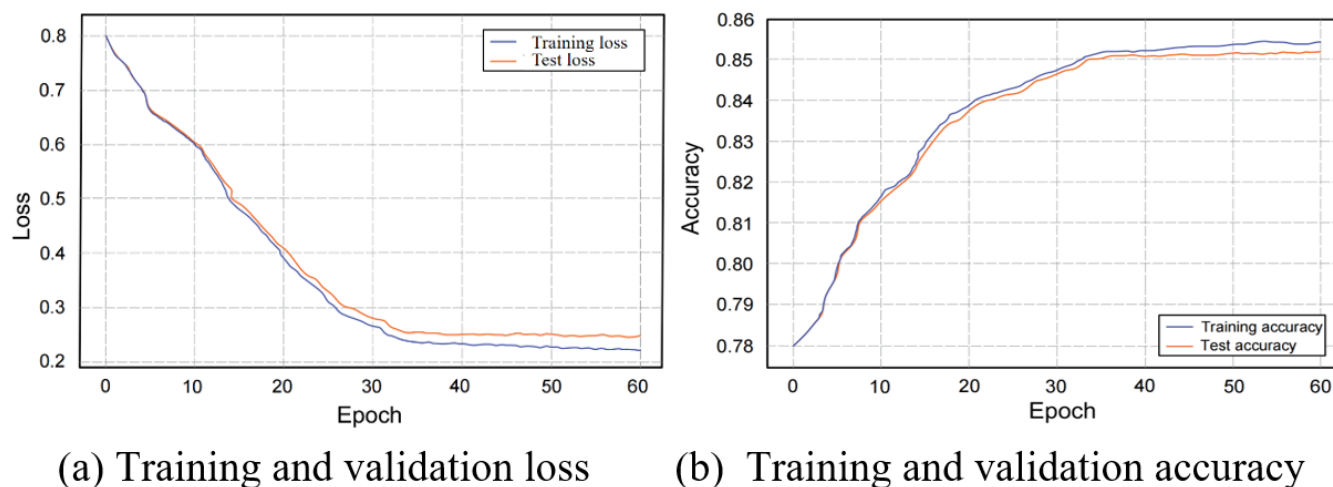 0.8
0.7
0.6
0.5
0.4
0.3
0.2
Loss
0 10 20 30 40 50 60
Epoch
Training loss
Test loss
(a) Training and validation loss
0.86
0.85
0.84
0.83
0.82
0.81
0.80
0.79
0.78
Accuracy
0 10 20 30 40 50 60
Epoch
Training accuracy
Test accuracy
(b) Training and validation accuracy